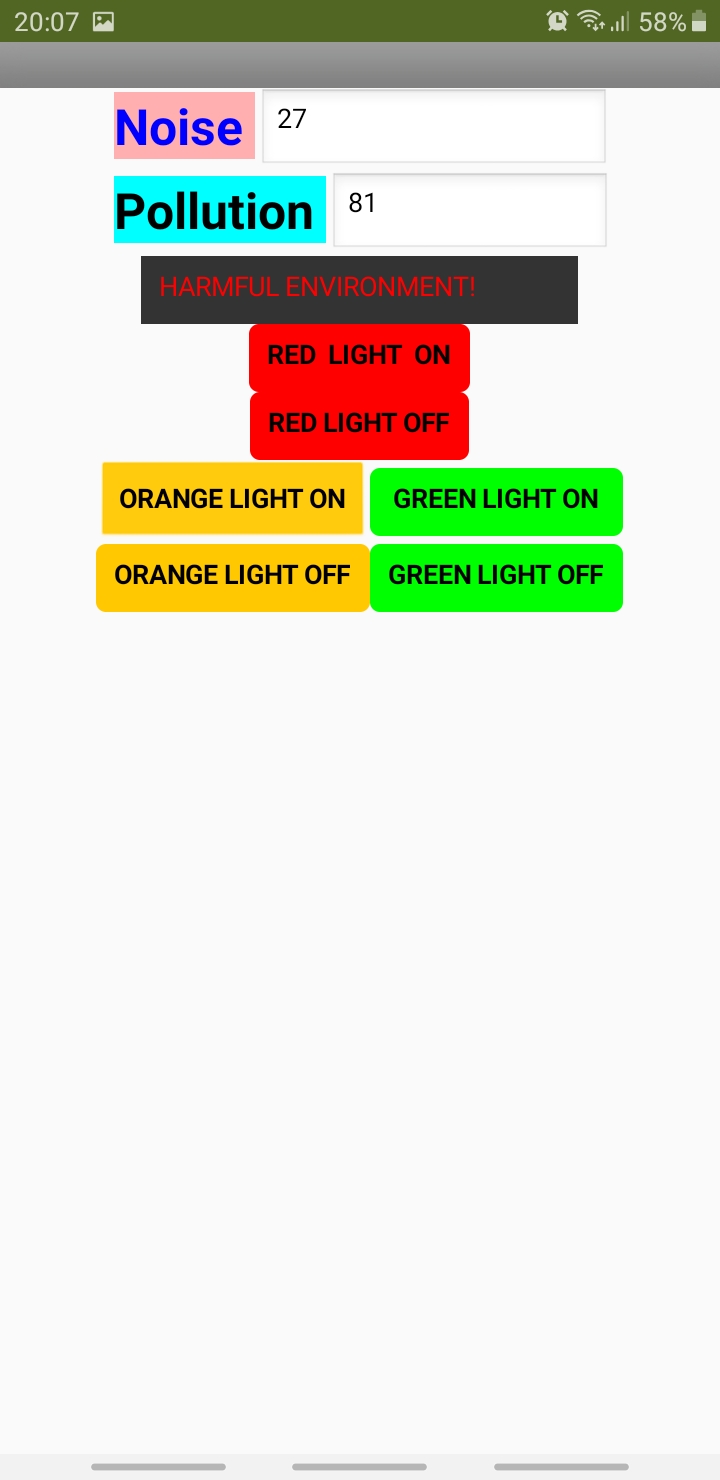 20:07 58%
Noise 27
Pollution 81
HARMFUL ENVIRONMENT!
RED LIGHT ON
RED LIGHT OFF
ORANGE LIGHT ON GREEN LIGHT ON
ORANGE LIGHT OFF GREEN LIGHT OFF